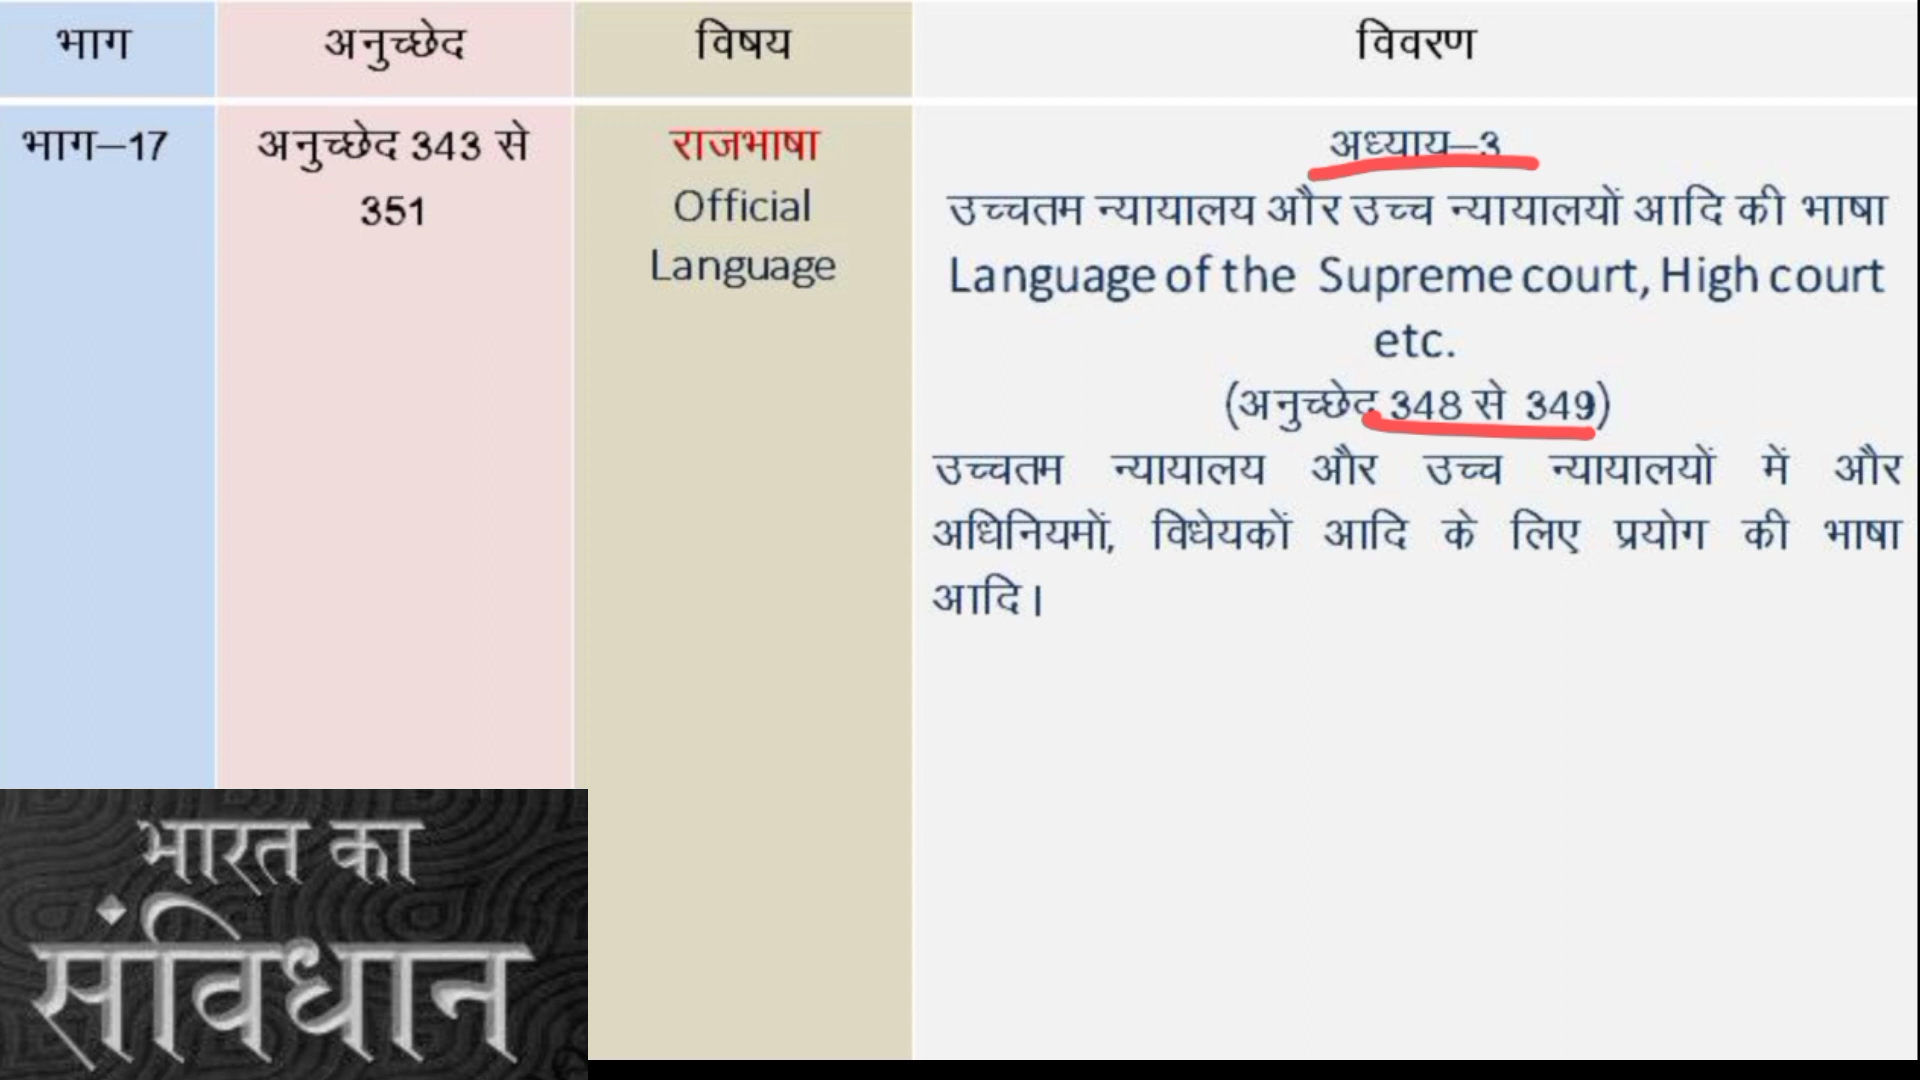 भाग अनुच्छेद विषय विवरण
भाग–17
अनुच्छेद 343 से
351
राजभाषा
Official
Language
अध्याय–3
उच्चतम न्यायालय और उच्च न्यायालयों आदि की भाषा
Language of the Supreme court, High court
etc.
(अनुच्छेद 348 से 349)
उच्चतम न्यायालय और उच्च न्यायालयों में और
अधिनियमों, विधेयकों आदि के लिए प्रयोग की भाषा
आदि।
भारत का
संविधान